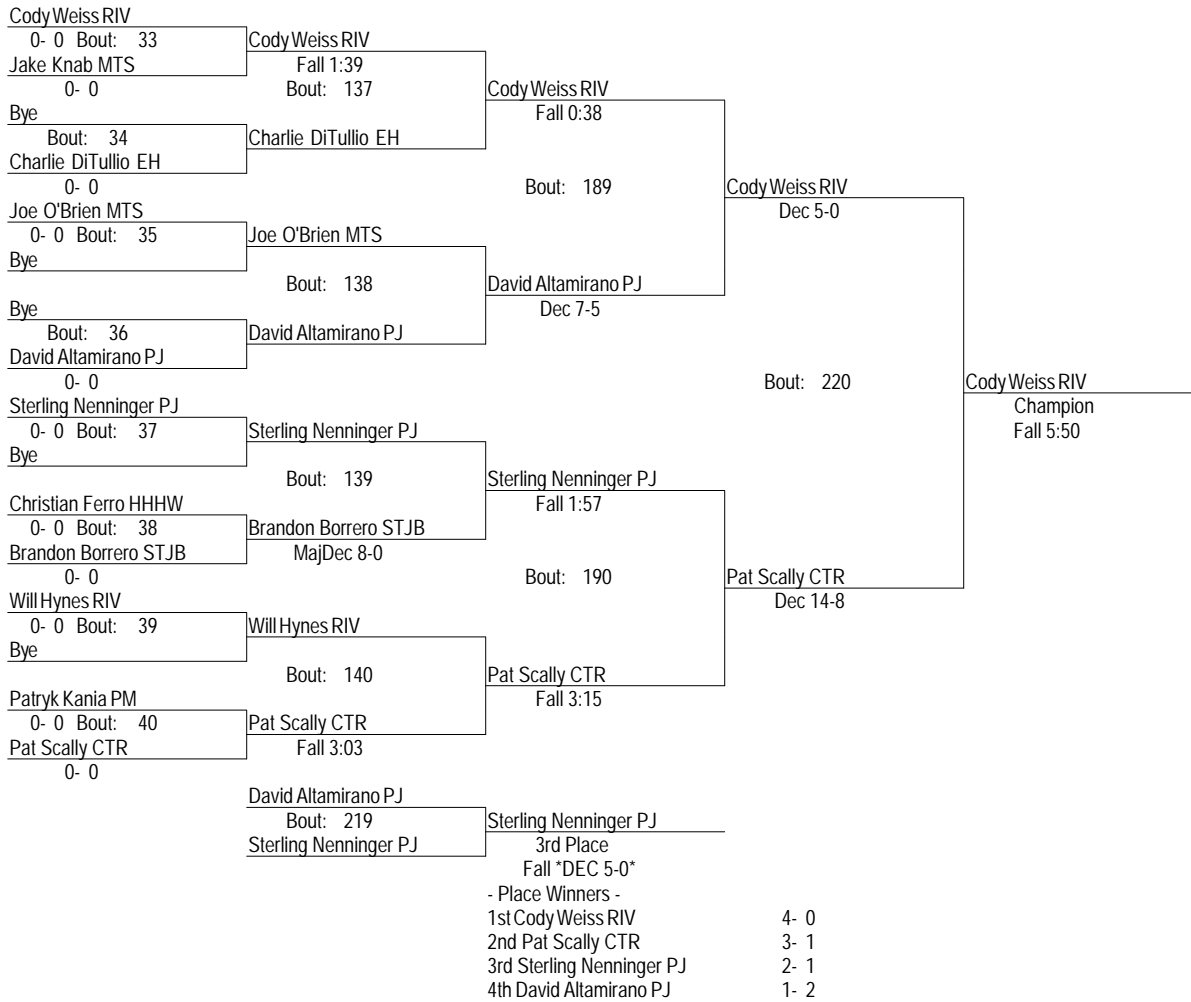 Cody Weiss RIV
0- 0 Bout: 33
Jake Knab MTS
0- 0
Bye
Bout: 34
Charlie DiTullio EH
0- 0
Joe O'Brien MTS
0- 0 Bout: 35
Bye
Bye
Bout: 36
David Altamirano PJ
0- 0
Sterling Nenninger PJ
0- 0 Bout: 37
Bye
Christian Ferro HHHW
0- 0 Bout: 38
Brandon Borrero STJB
0- 0
Will Hynes RIV
0- 0 Bout: 39
Bye
Patryk Kania PM
0- 0 Bout: 40
Pat Scally CTR
0- 0
Cody Weiss RIV
Fall 1:39
Bout: 137
Charlie DiTullio EH
Joe O'Brien MTS
Bout: 138
David Altamirano PJ
Sterling Nenninger PJ
Bout: 139
Brandon Borrero STJB
MajDec 8-0
Will Hynes RIV
Bout: 140
Pat Scally CTR
Fall 3:03
Cody Weiss RIV
Fall 0:38
Bout: 189
David Altamirano PJ
Dec 7-5
Sterling Nenninger PJ
Fall 1:57
Bout: 190
Pat Scally CTR
Fall 3:15
Cody Weiss RIV
Dec 5-0
Bout: 220
Pat Scally CTR
Dec 14-8
Cody Weiss RIV
Champion
Fall 5:50
David Altamirano PJ
Bout: 219
Sterling Nenninger PJ
Sterling Nenninger PJ
3rd Place
Fall *DEC 5-0*
- Place Winners -
1st Cody Weiss RIV 4- 0
2nd Pat Scally CTR 3- 1
3rd Sterling Nenninger PJ 2- 1
4th David Altamirano PJ 1- 2